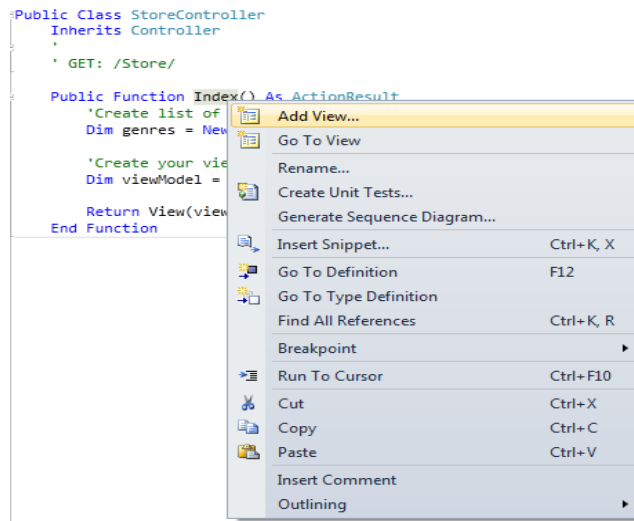 Public Class StoreController
Inherits Controller
'
' GET: /Store/
Public Function Index() As ActionResult
'Create list of
Dim genres = New
'Create your vie
Dim viewModel =
Return View(view
End Function
Add View...
Go To View
Rename...
Create Unit Tests...
Generate Sequence Diagram...
Insert Snippet... Ctrl+K, X
Go To Definition F12
Go To Type Definition
Find All References Ctrl+K, R
Breakpoint
Run To Cursor Ctrl+F10
Cut Ctrl+X
Copy Ctrl+C
Paste Ctrl+V
Insert Comment
Outlining